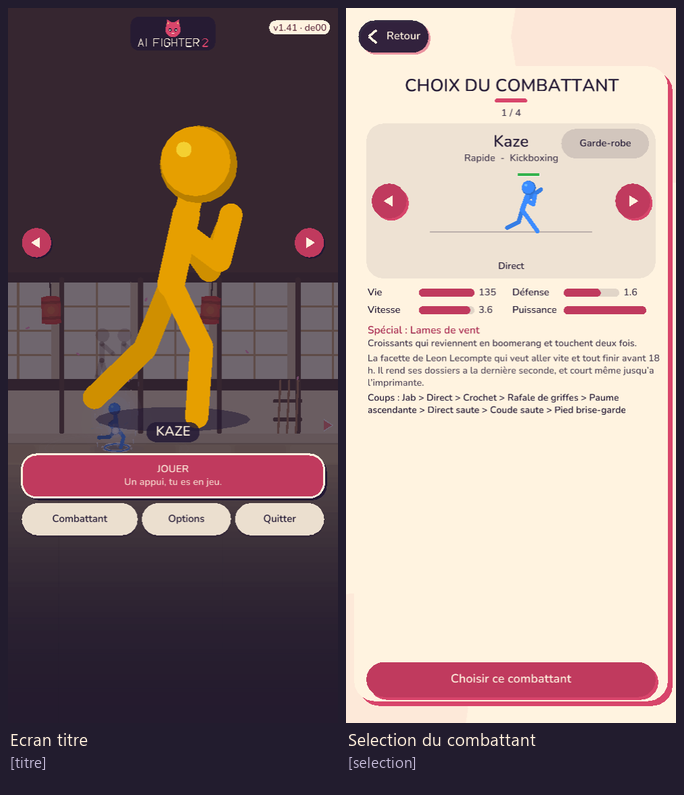 AI FIGHTER 2
v1.41 - de00
KAZE
JOUER
Un appui, tu es en jeu.
Combattant
Options
Quitter
Ecran titre
[titre]
Retour
CHOIX DU COMBATTANT
1 / 4
Kaze
Garde-robe
Rapide - Kickboxing
Direct
Vie 135 Défense 1.6
Vitesse 3.6 Puissance
Spécial : Lames de vent
Croissants qui reviennent en boomerang et touchent deux fois.
La facette de Leon Lecompte qui veut aller vite et tout finir avant 18
h. Il rend ses dossiers a la dernière seconde, et court même jusqu'a
l'imprimante.
Coups : Jab > Direct > Crochet > Rafale de griffes > Paume
ascendante > Direct saute > Coude saute > Pied brise-garde
Choisir ce combattant
Selection du combattant
[selection]